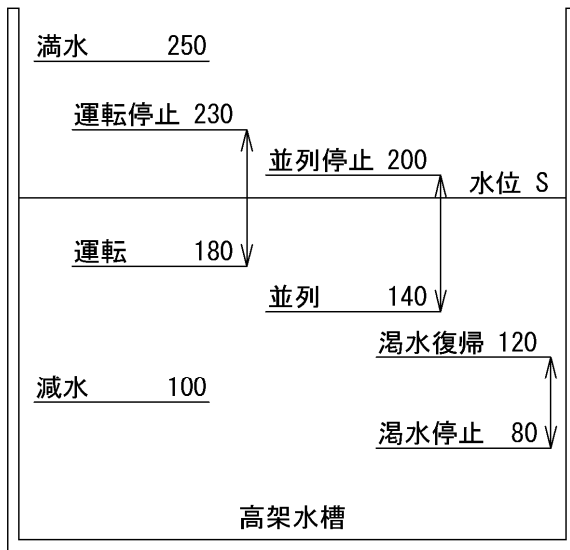 満水 250
運転停止 230
並列停止 200
水位 S
運転 180
並列 140
渇水復帰 120
減水 100
渇水停止 80
高架水槽